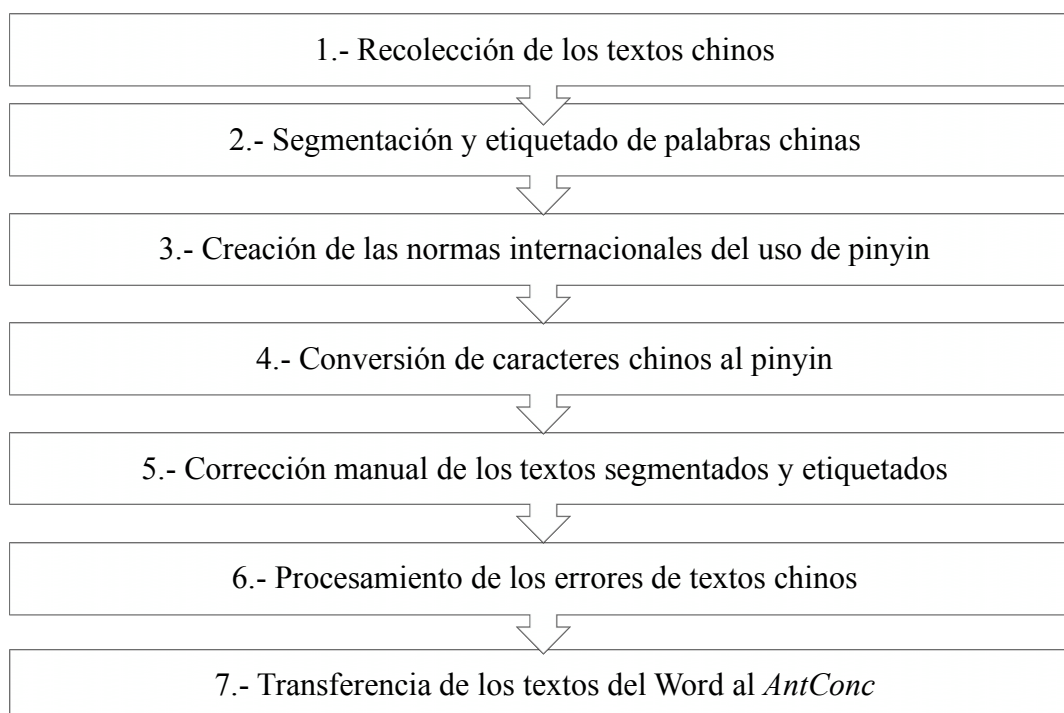 1.- Recolección de los textos chinos
2.- Segmentación y etiquetado de palabras chinas
3.- Creación de las normas internacionales del uso de pinyin
4.- Conversión de caracteres chinos al pinyin
5.- Corrección manual de los textos segmentados y etiquetados
6.- Procesamiento de los errores de textos chinos
7.- Transferencia de los textos del Word al AntConc